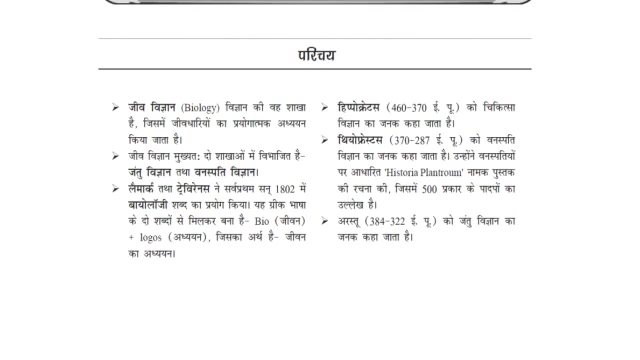 परिचय
➢ जीव विज्ञान (Biology) विज्ञान की वह शाखा
है, जिसमें जीवधारियों का प्रयोगात्मक अध्ययन
किया जाता है।
➢ जीव विज्ञान मुख्यतः दो शाखाओं में विभाजित है-
जंतु विज्ञान तथा वनस्पति विज्ञान।
➢ लैमार्क तथा ट्रेविरेनस ने सर्वप्रथम सन् 1802 में
बायोलॉजी शब्द का प्रयोग किया। यह ग्रीक भाषा
के दो शब्दों से मिलकर बना है- Bio (जीवन)
+ logos (अध्ययन), जिसका अर्थ है- जीवन
का अध्ययन।
➢ हिप्पोक्रेटस (460-370 ई. पू.) को चिकित्सा
विज्ञान का जनक कहा जाता है।
➢ थियोफ्रेस्टस (370-287 ई. पू.) को वनस्पति
विज्ञान का जनक कहा जाता है। उन्होंने वनस्पतियों
पर आधारित 'Historia Plantroum' नामक पुस्तक
की रचना की, जिसमें 500 प्रकार के पादपों का
उल्लेख है।
➢ अरस्तू (384-322 ई. पू.) को जंतु विज्ञान का
जनक कहा जाता है।